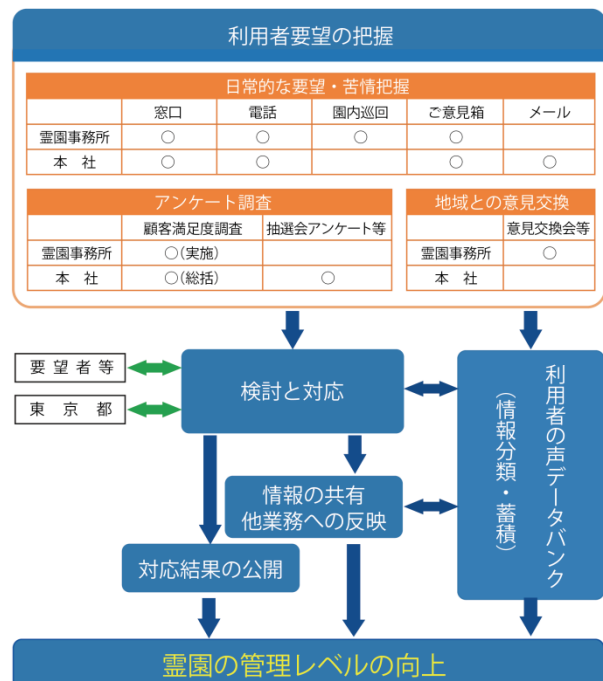 利用者要望の把握
日常的な要望・苦情把握
窓口 電話 園内巡回 ご意見箱 メール
霊園事務所 ○ ○ ○ ○
本 社 ○ ○ ○ ○
アンケート調査
顧客満足度調査 抽選会アンケート等
霊園事務所 ○(実施)
本 社 ○(総括) ○
地域との意見交換
意見交換会等
霊園事務所 ○
本 社
要望者等
東京都
検討と対応
利用者の声データバンク
(情報分類・蓄積)
情報の共有
他業務への反映
対応結果の公開
霊園の管理レベルの向上